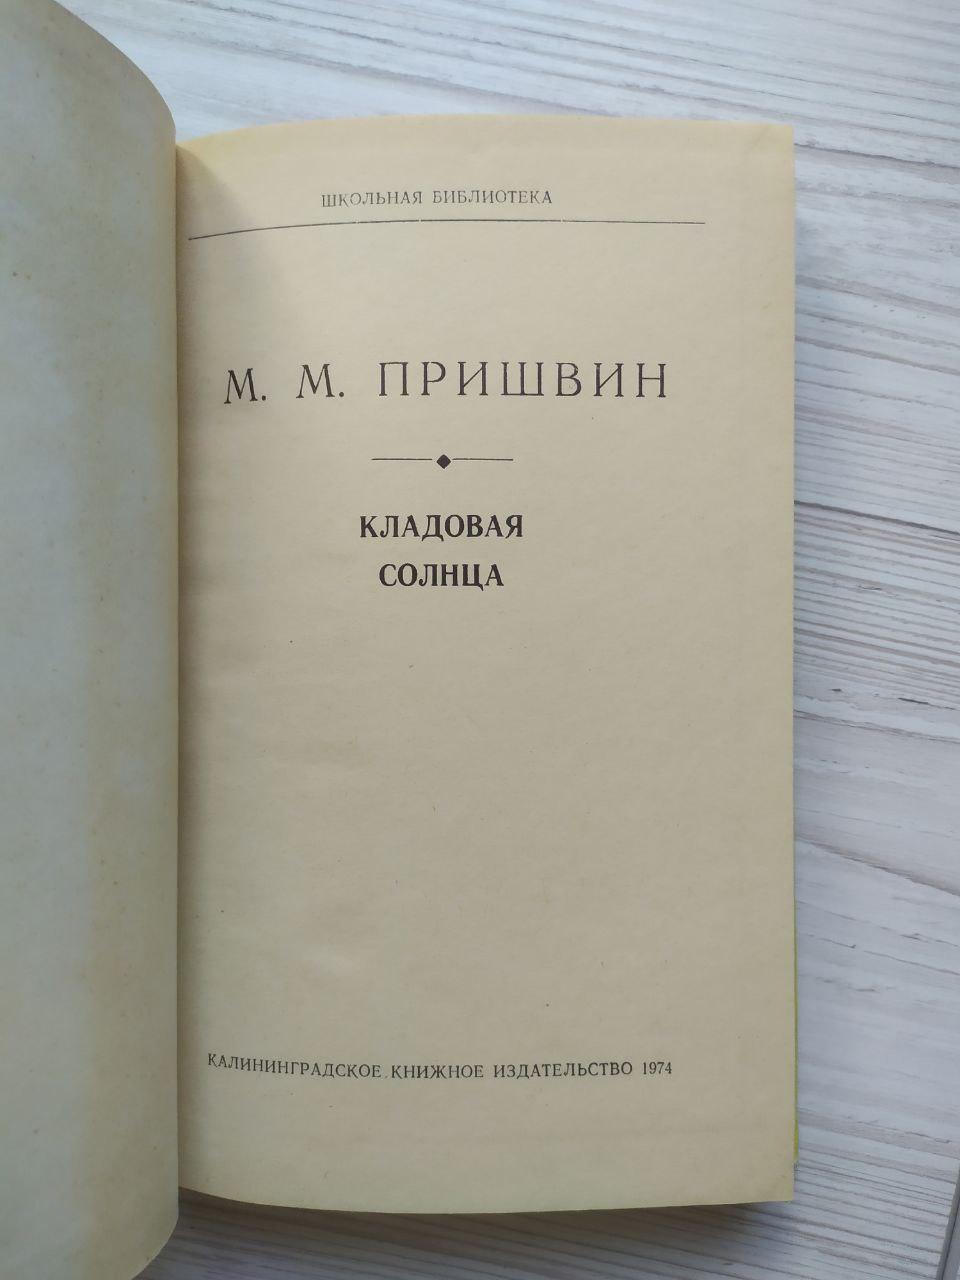 ШКОЛЬНАЯ БИБЛИОТЕКА
М. М. ПРИШВИН
КЛАДОВАЯ
СОЛНЦА
КАЛИНИНГРАДСКОЕ КНИЖНОЕ ИЗДАТЕЛЬСТВО 1974